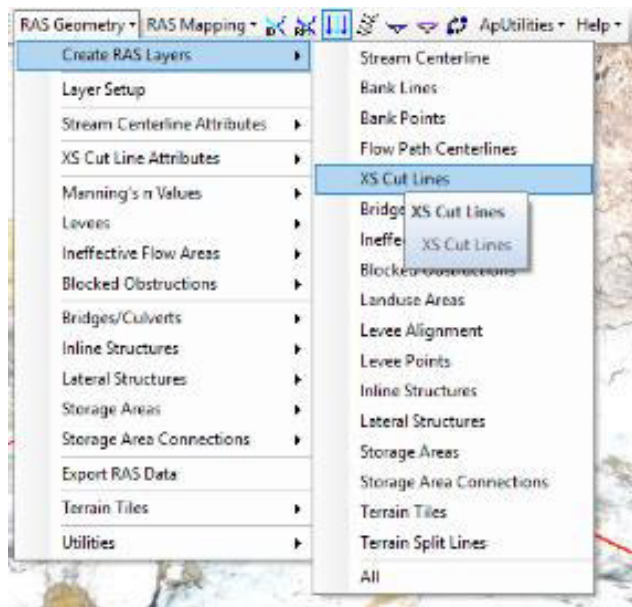 RAS Geometry RAS Mapping ApUtilities Help
Create RAS Layers
Layer Setup
Stream Centerline Attributes
XS Cut Line Attributes
Manning's n Values
Levees
Ineffective Flow Areas
Blocked Obstructions
Bridges/Culverts
Inline Structures
Lateral Structures
Storage Areas
Storage Area Connections
Export RAS Data
Terrain Tiles
Utilities
Stream Centerline
Bank Lines
Bank Points
Flow Path Centerlines
XS Cut Lines
XS Cut Lines
XS Cut Lines
Blocked Obstructions
Landuse Areas
Levee Alignment
Levee Points
Inline Structures
Lateral Structures
Storage Areas
Storage Area Connections
Terrain Tiles
Terrain Split Lines
All